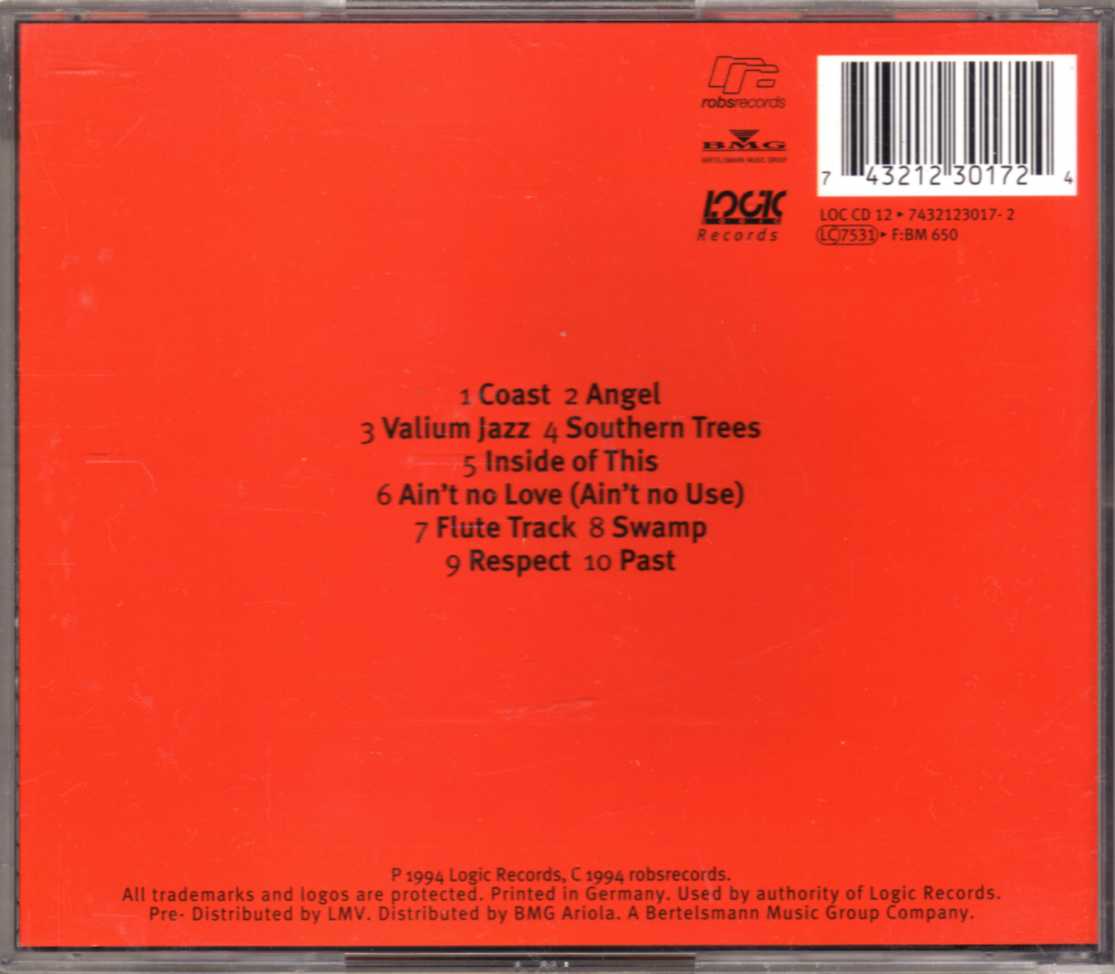 robsrecords
BMG
BERTELSMANN MUSIC GROUP
LOGIC
LOGIC
Records
7 43212 30172 4
LOC CD 12 ▸ 7432123017- 2
LC 7531 ▸ F:BM 650
1 Coast 2 Angel
3 Valium Jazz 4 Southern Trees
5 Inside of This
6 Ain't no Love (Ain't no Use)
7 Flute Track 8 Swamp
9 Respect 10 Past
P 1994 Logic Records, C 1994 robsrecords.
All trademarks and logos are protected. Printed in Germany. Used by authority of Logic Records.
Pre- Distributed by LMV. Distributed by BMG Ariola. A Bertelsmann Music Group Company.